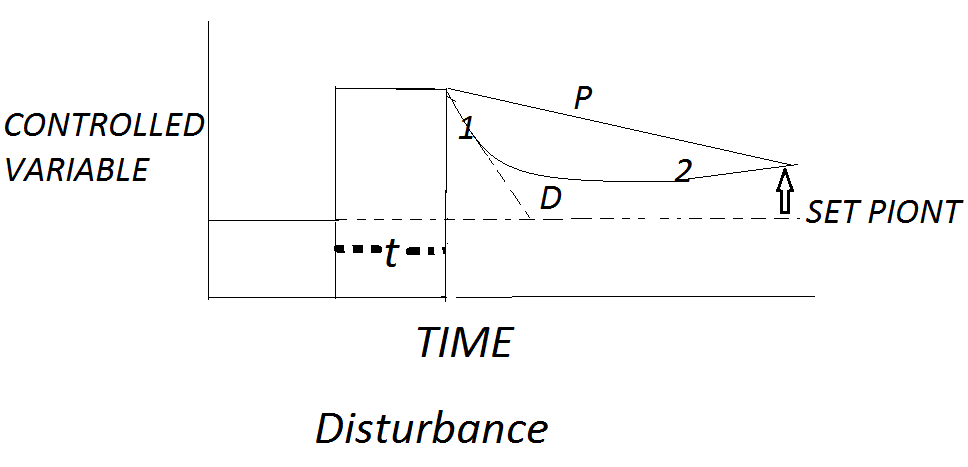 P
CONTROLLED
VARIABLE
1
2
D
SET PIONT
t
TIME
Disturbance